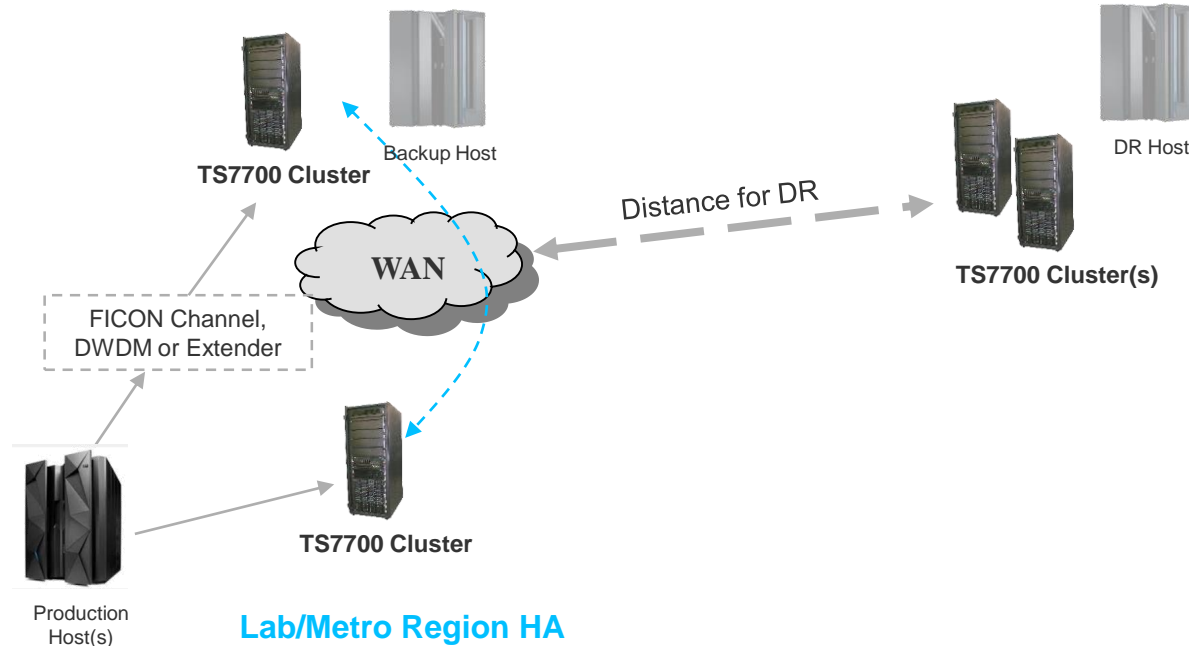 Backup Host
TS7700 Cluster
DR Host
Distance for DR
WAN
TS7700 Cluster(s)
FICON Channel,
DWDM or Extender
TS7700 Cluster
Production
Host(s)
Lab/Metro Region HA